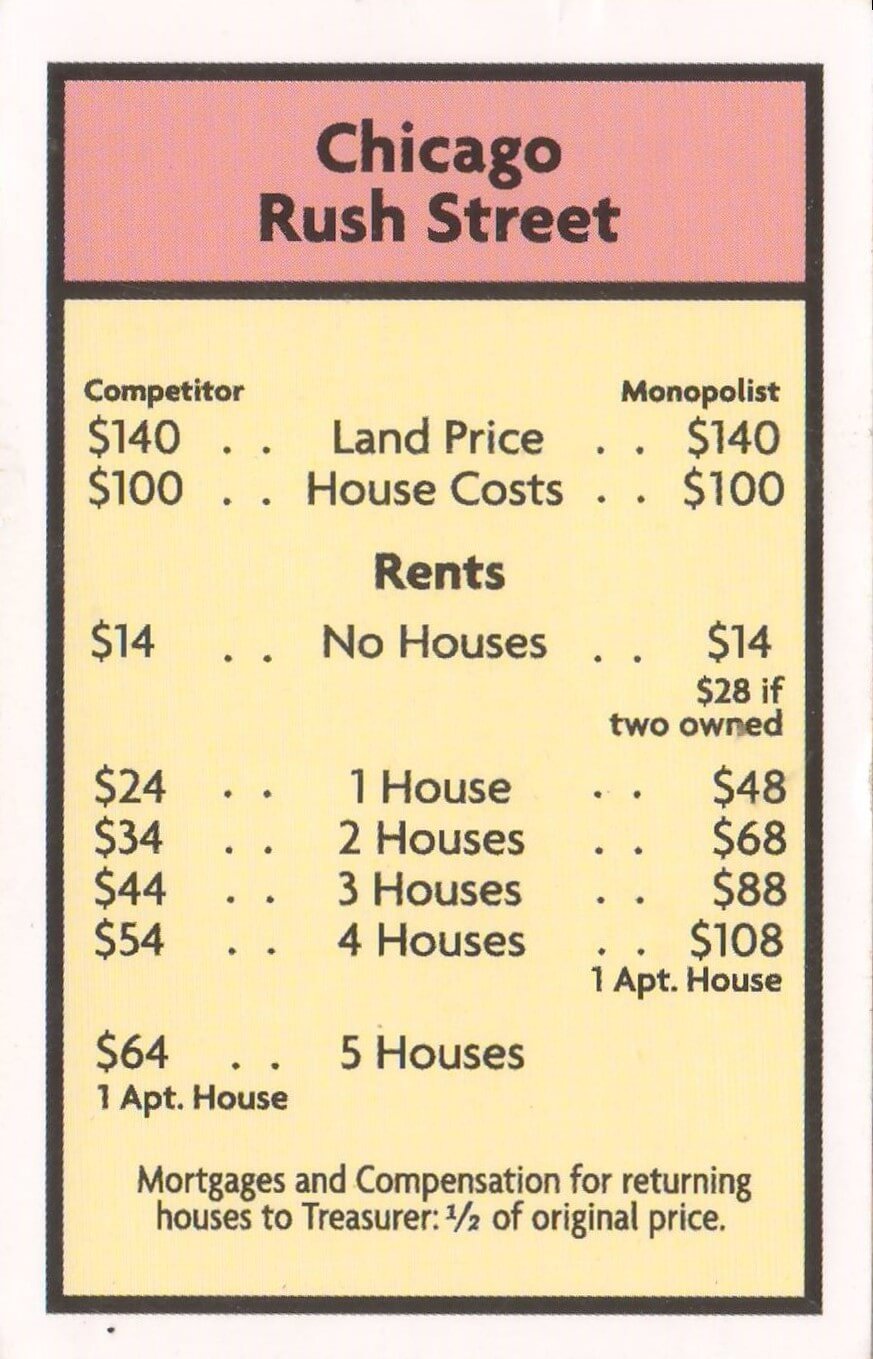 Chicago
Rush Street
Competitor Monopolist
$140 . . Land Price . . $140
$100 . . House Costs . . $100
Rents
$14 . . No Houses . . $14
$28 if
two owned
$24 . . 1 House . . $48
$34 . . 2 Houses . . $68
$44 . . 3 Houses . . $88
$54 . . 4 Houses . . $108
1 Apt. House
$64 . . 5 Houses
1 Apt. House
Mortgages and Compensation for returning
houses to Treasurer: ½ of original price.